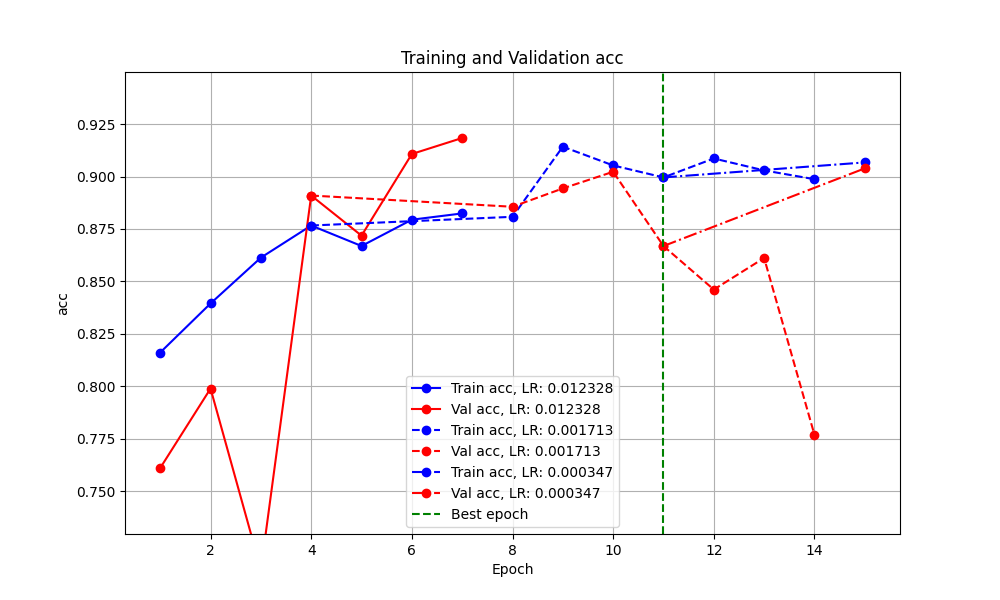 Training and Validation acc
acc
0.925
0.900
0.875
0.850
0.825
0.800
0.775
0.750
Train acc, LR: 0.012328
Val acc, LR: 0.012328
Train acc, LR: 0.001713
Val acc, LR: 0.001713
Train acc, LR: 0.000347
Val acc, LR: 0.000347
Best epoch
2 4 6 8 10 12 14
Epoch